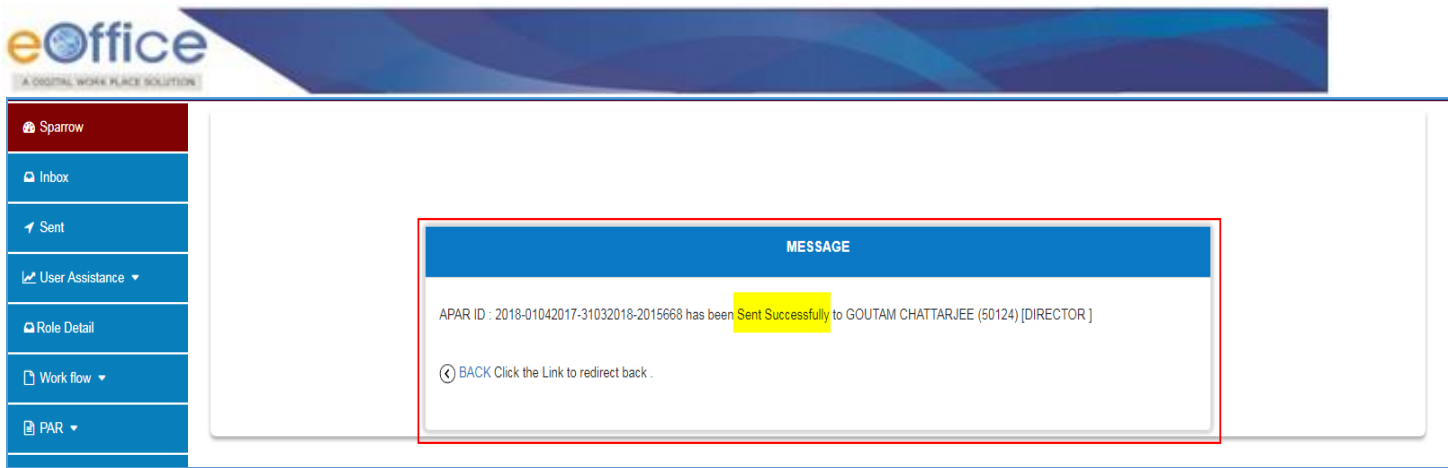 eOffice
A DIGITAL WORK PLACE SOLUTION
Sparrow
Inbox
Sent
User Assistance
Role Detail
Work flow
PAR
MESSAGE
APAR ID : 2018-01042017-31032018-2015668 has been Sent Successfully to GOUTAM CHATTARJEE (50124) [DIRECTOR ]
BACK Click the Link to redirect back .